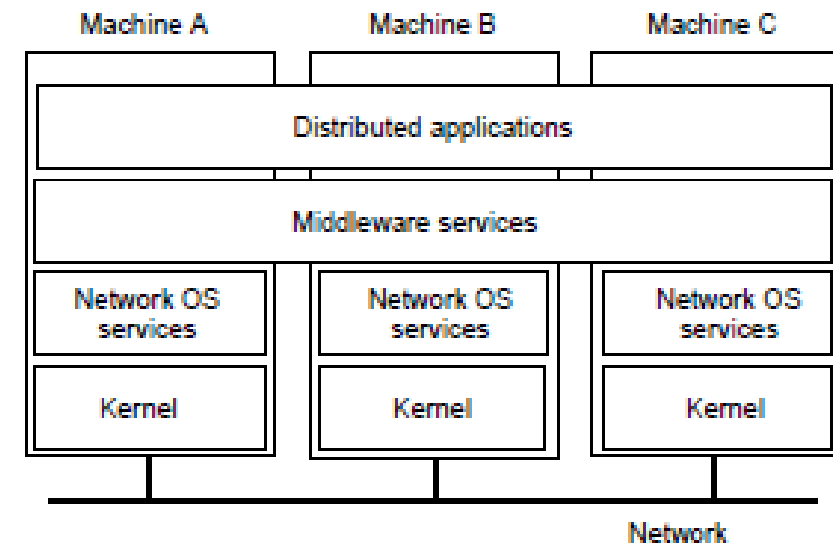 Machine A
Machine B
Machine C
Distributed applications
Middleware services
Network OS
services
Network OS
services
Network OS
services
Kernel
Kernel
Kernel
Network